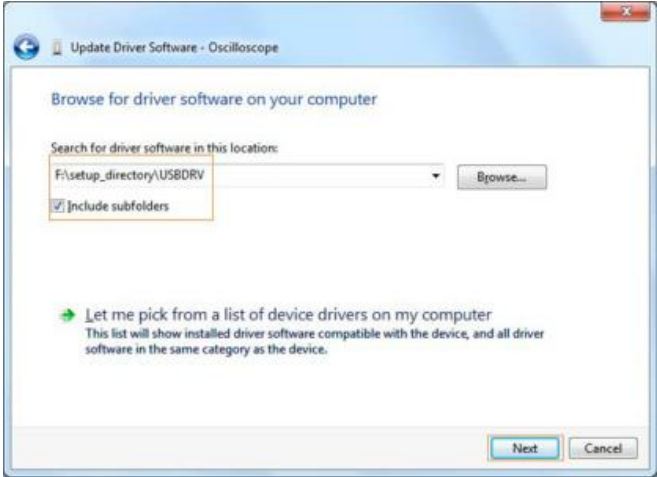 Update Driver Software - Oscilloscope
Browse for driver software on your computer
Search for driver software in this location:
F:\setup_directory\USBDRV
Browse...
Include subfolders
Let me pick from a list of device drivers on my computer
This list will show installed driver software compatible with the device, and all driver
software in the same category as the device.
Next
Cancel